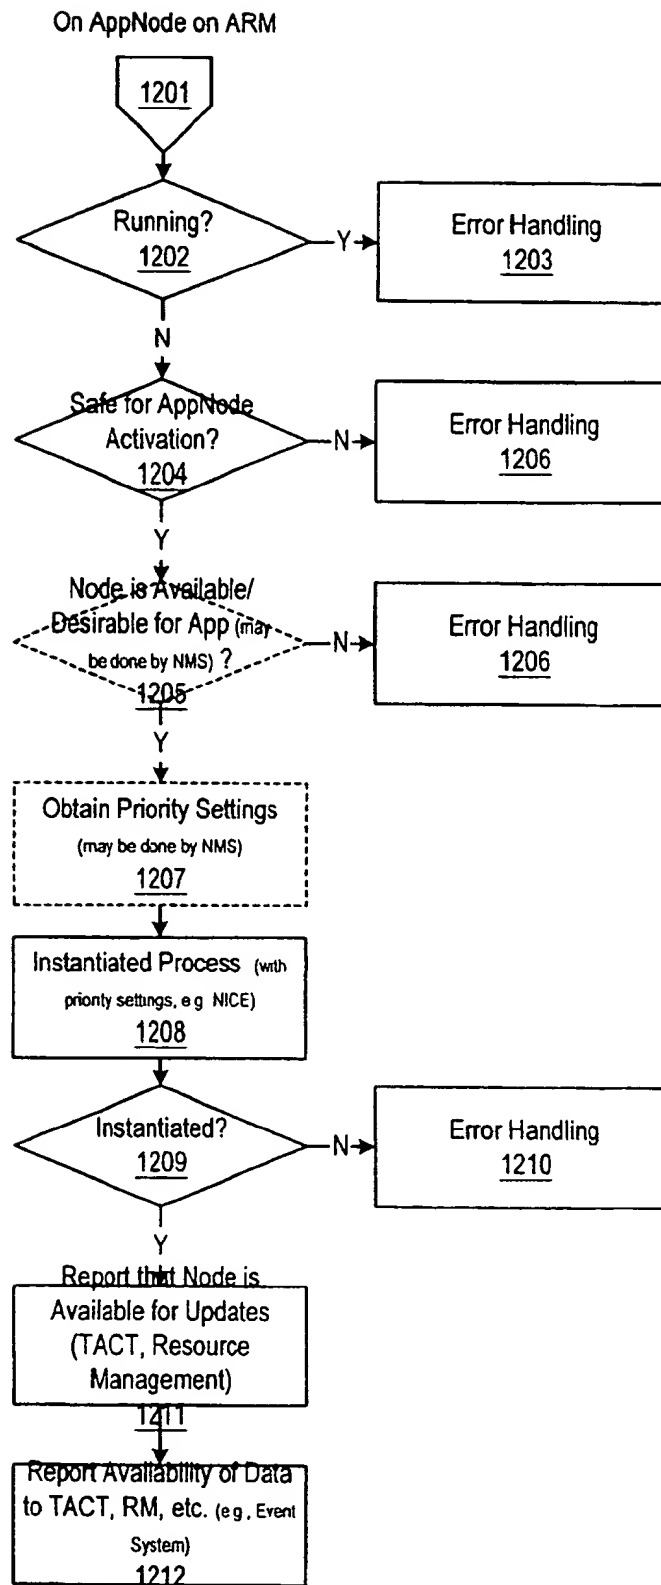 On AppNode on ARM
1201
Running?
1202
Y
Error Handling
1203
N
Safe for AppNode
Activation?
1204
N
Error Handling
1206
Y
Node is Available/
Desirable for App (may
be done by NMS) ?
1205
N
Error Handling
1206
Y
Obtain Priority Settings
(may be done by NMS)
1207
Instantiated Process (with
priority settings, e g NICE)
1208
Instantiated?
1209
N
Error Handling
1210
Y
Report that Node is
Available for Updates
(TACT, Resource
Management)
1211
Report Availability of Data
to TACT, RM, etc. (e g , Event
System)
1212